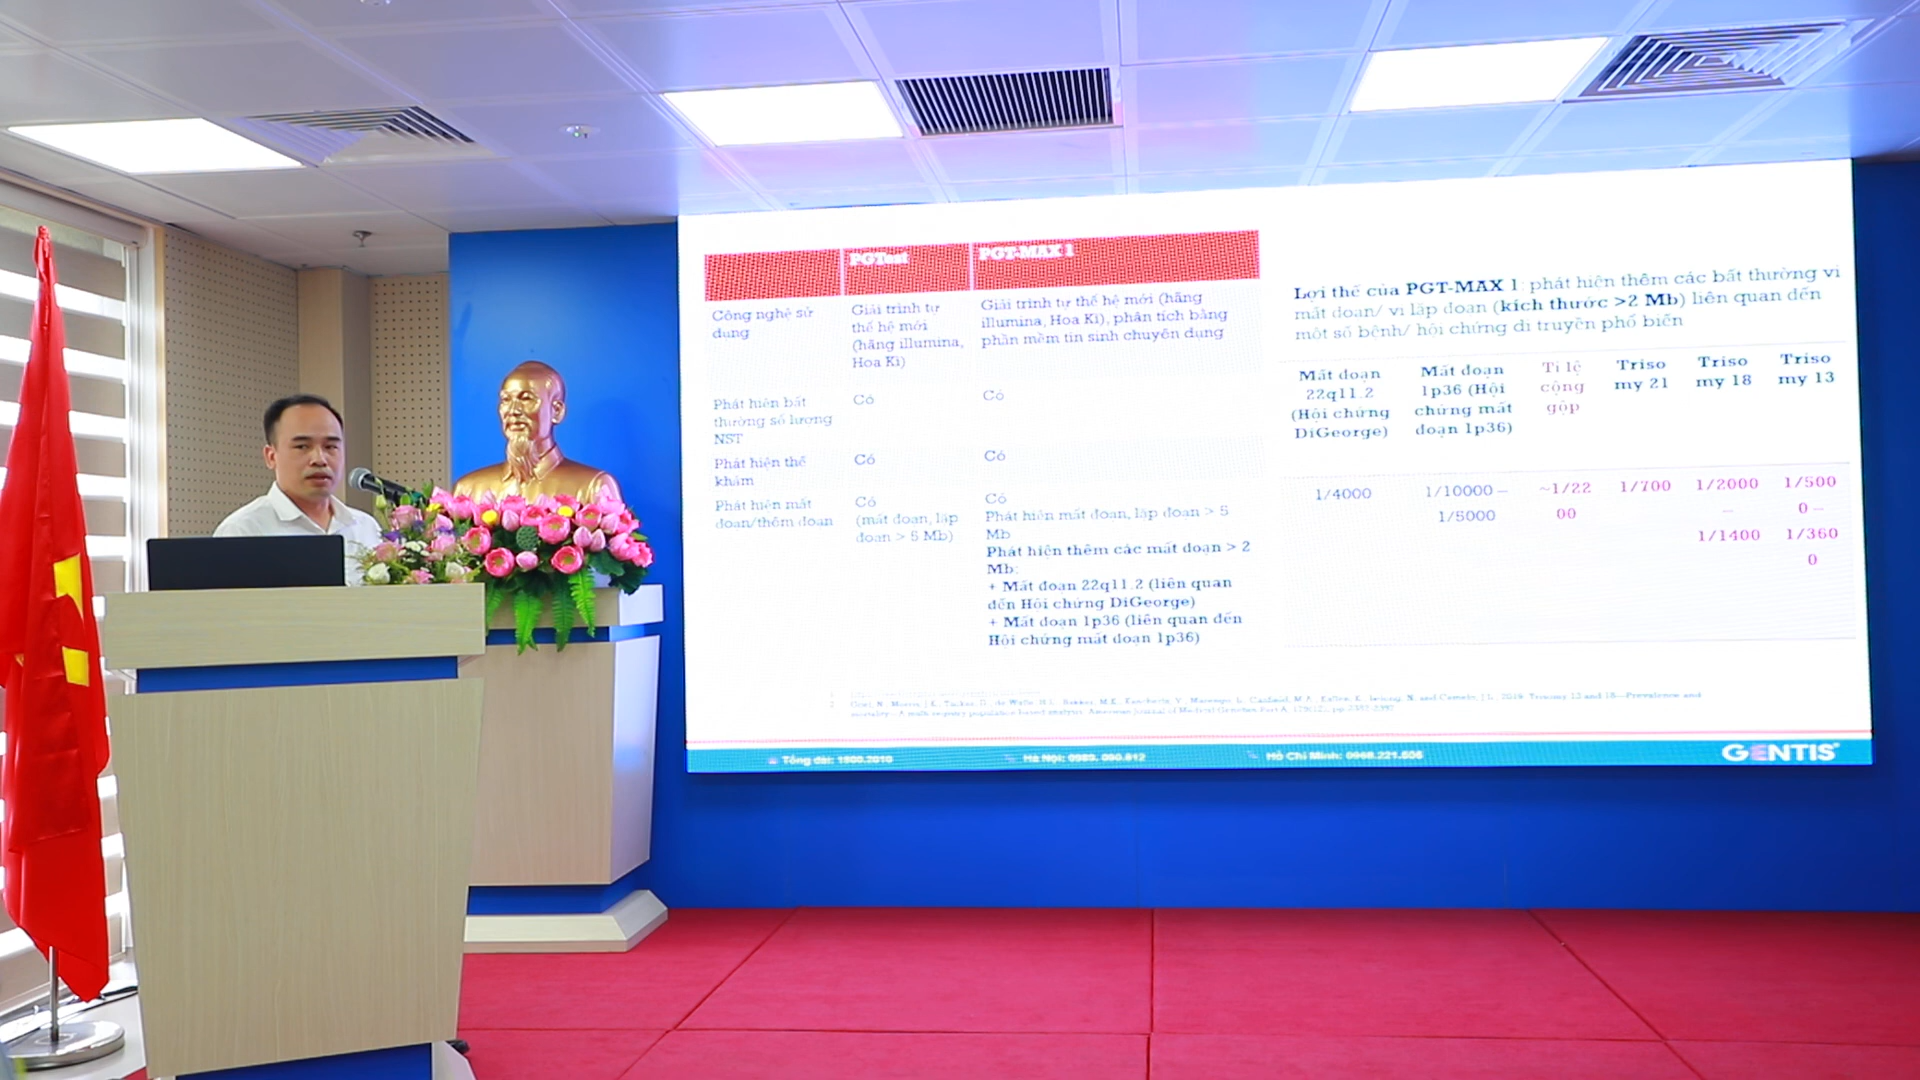 PGTest
PGT-MAX 1
Công nghệ sử
dụng
Giải trình tự
thế hệ mới
(hãng illumina,
Hoa Kì)
Giải trình tự thế hệ mới (hãng
illumina, Hoa Kì), phân tích bằng
phần mềm tin sinh chuyên dụng
Phát hiện bất
thường số lượng
NST
Có
Có
Phát hiện thể
khảm
Có
Có
Phát hiện mất
đoạn/thêm đoạn
Có
(mất đoạn, lặp
đoạn > 5 Mb)
Có
Phát hiện mất đoạn, lặp đoạn > 5
Mb
Phát hiện thêm các mất đoạn > 2
Mb:
+ Mất đoạn 22q11.2 (liên quan
đến Hội chứng DiGeorge)
+ Mất đoạn 1p36 (liên quan đến
Hội chứng mất đoạn 1p36)
Lợi thế của PGT-MAX 1: phát hiện thêm các bất thường vi
mất đoạn/ vi lặp đoạn (kích thước >2 Mb) liên quan đến
một số bệnh/ hội chứng di truyền phổ biến
Mất đoạn
22q11.2
(Hội chứng
DiGeorge)
Mất đoạn
1p36 (Hội
chứng mất
đoạn 1p36)
Tỉ lệ
cộng
gộp
Triso
my 21
Triso
my 18
Triso
my 13
1/4000
1/10000 –
1/5000
~1/22
00
1/700
1/2000
–
1/1400
1/500
0 –
1/360
0
Tổng đài: 1800.2010
Hà Nội:
Hồ Chí Minh:
GENTIS